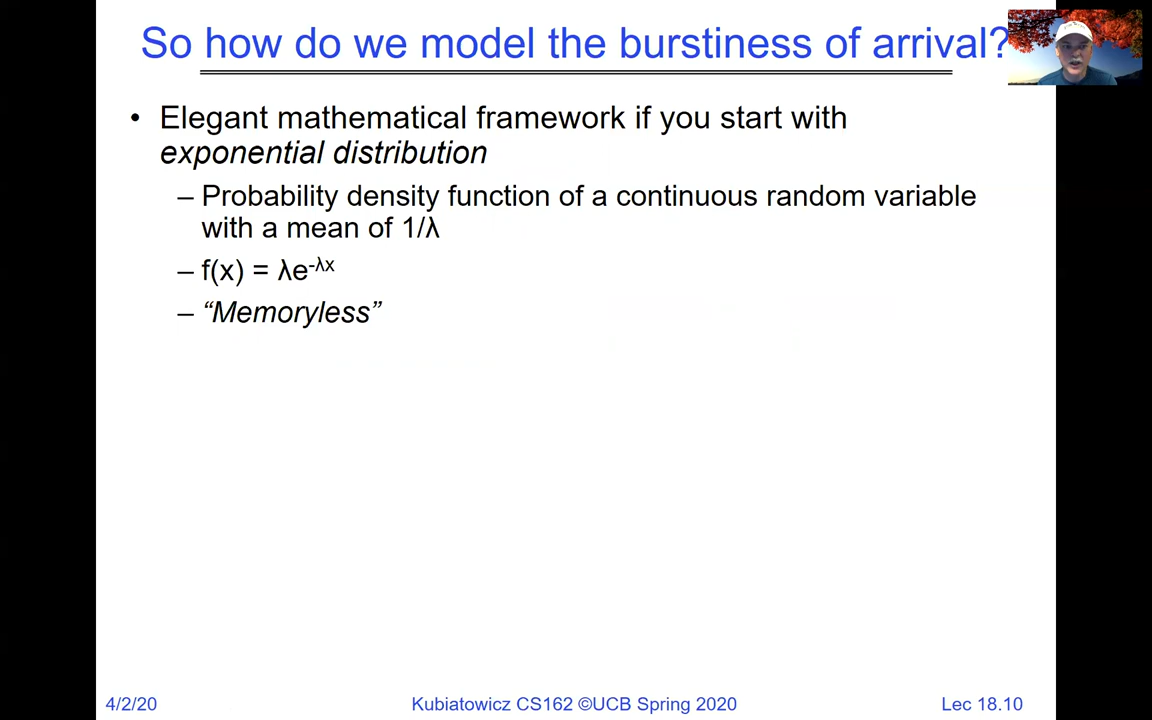 So how do we model the burstiness of arrival?
• Elegant mathematical framework if you start with
exponential distribution
– Probability density function of a continuous random variable
with a mean of 1/λ
– f(x) = λe^-λx
– “Memoryless”
4/2/20
Kubiatowicz CS162 ©UCB Spring 2020
Lec 18.10